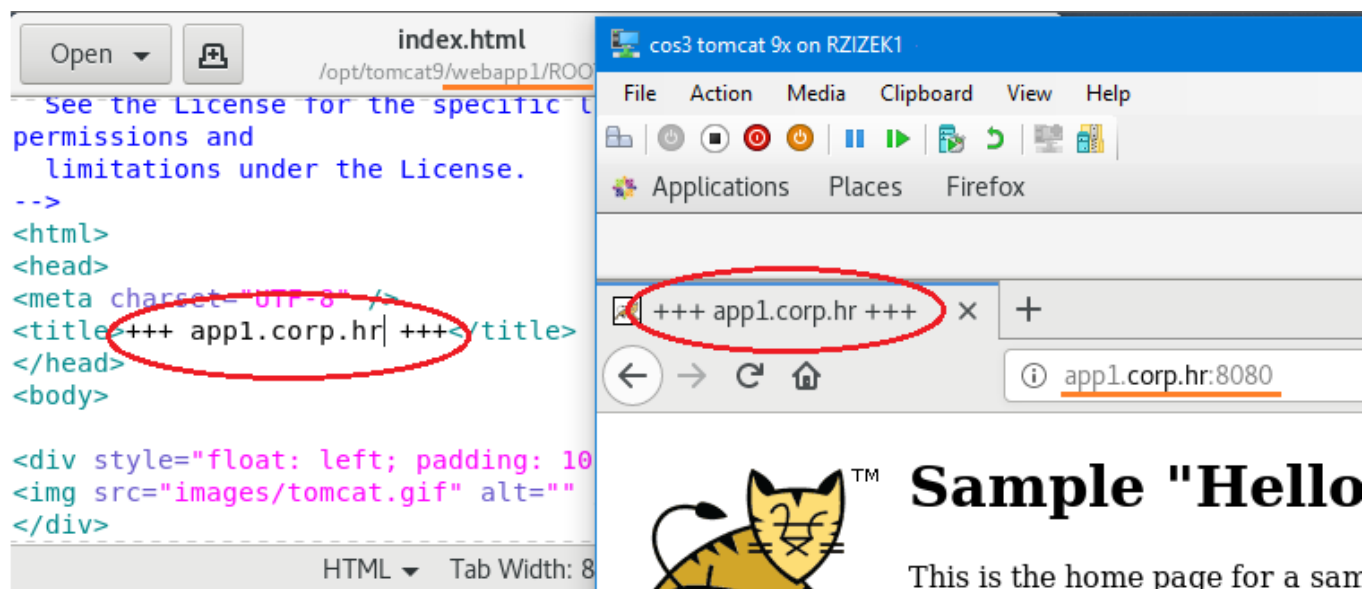 Open
index.html
/opt/tomcat9/webapp1/ROO
See the License for the specific
permissions and
limitations under the License.
-->
<html>
<head>
<meta charset="UTF-8" />
<title>+++ app1.corp.hr +++</title>
</head>
<body>
<div style="float: left; padding: 10
<img src="images/tomcat.gif" alt=""
</div>
HTML Tab Width: 8
cos3 tomcat 9x on RZIZEK1
File Action Media Clipboard View Help
Applications Places Firefox
+++ app1.corp.hr +++
app1.corp.hr:8080
TM
Sample "Hello
This is the home page for a sam